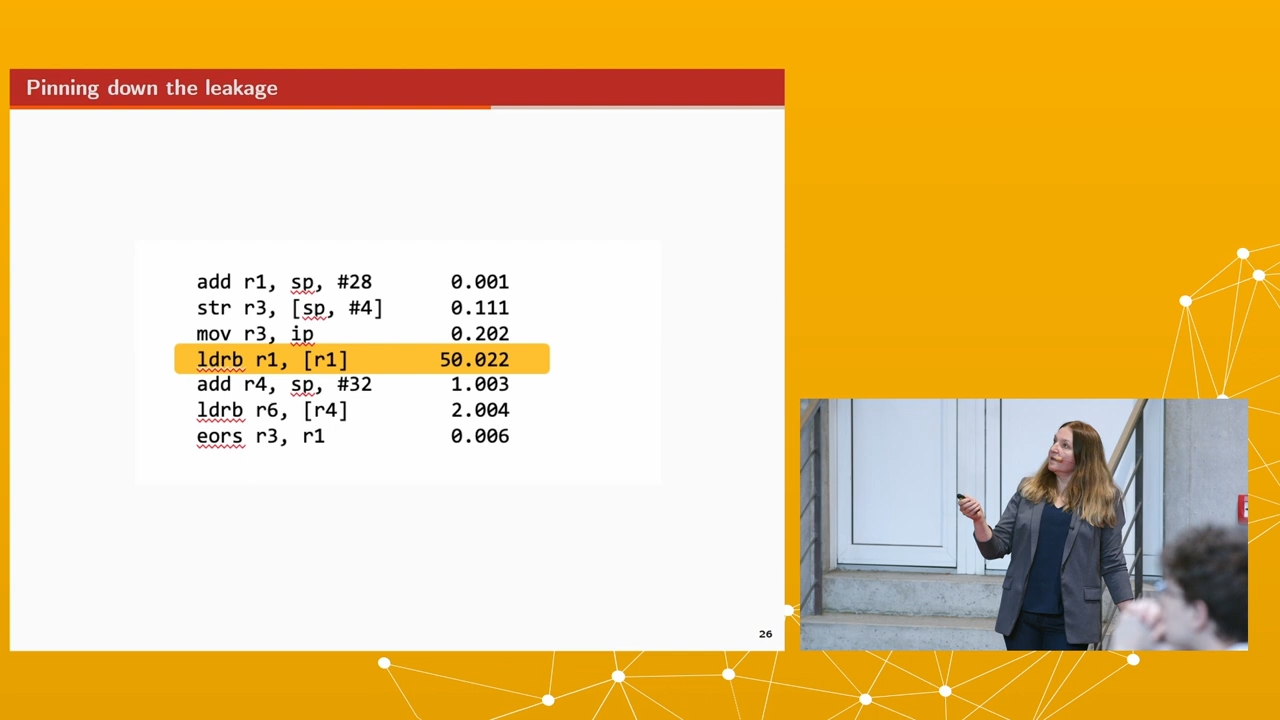 Pinning down the leakage
add r1, sp, #28 0.001
str r3, [sp, #4] 0.111
mov r3, ip 0.202
ldrb r1, [r1] 50.022
add r4, sp, #32 1.003
ldrb r6, [r4] 2.004
eors r3, r1 0.006
26